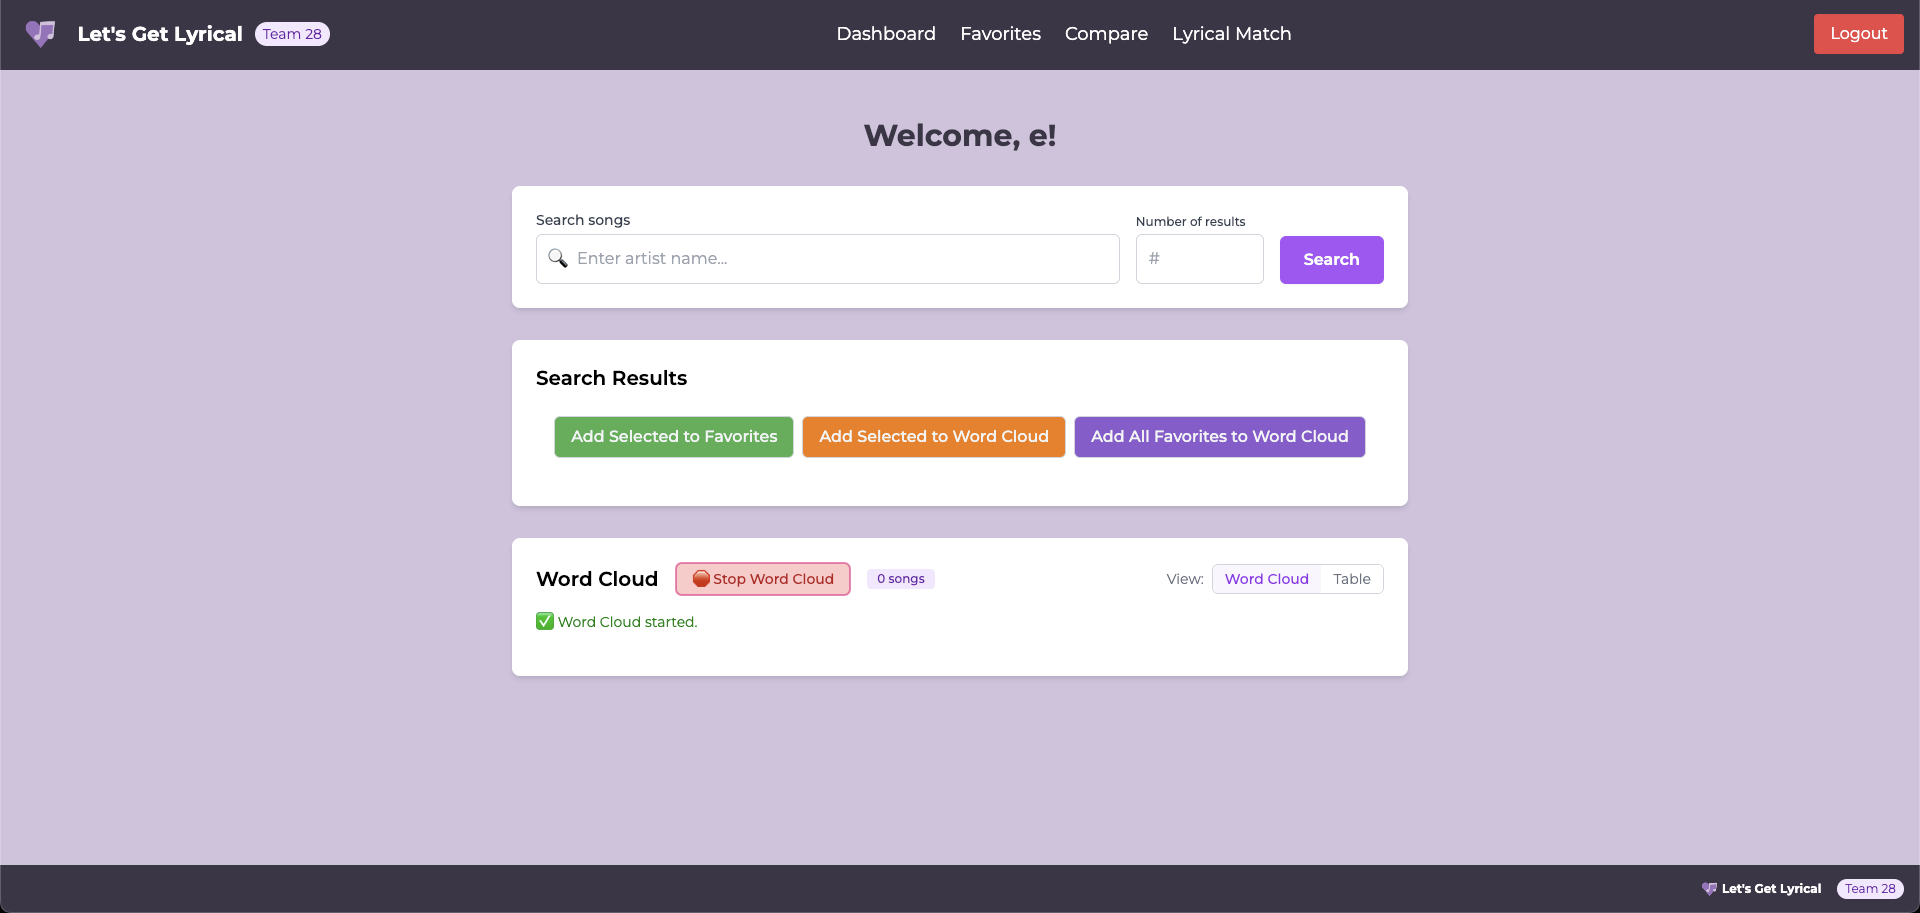 Let's Get Lyrical Team 28 Dashboard Favorites Compare Lyrical Match Logout
Welcome, e!
Search songs Number of results
Enter artist name... # Search
Search Results
Add Selected to Favorites Add Selected to Word Cloud Add All Favorites to Word Cloud
Word Cloud Stop Word Cloud 0 songs View: Word Cloud Table
Word Cloud started.
Let's Get Lyrical Team 28